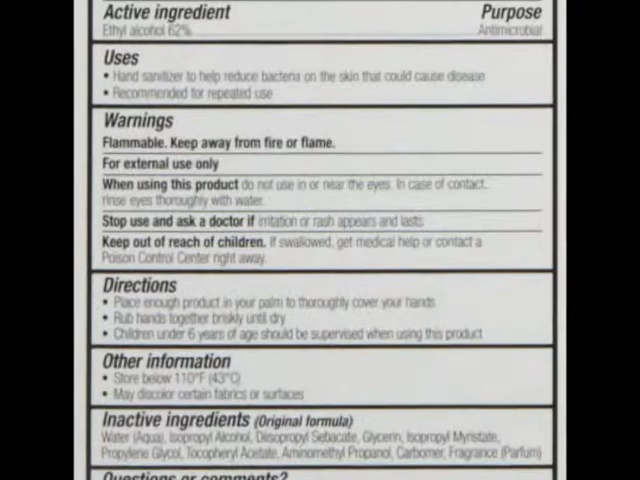 Active ingredient Purpose
Ethyl alcohol 62% Antimicrobial
Uses
• Hand sanitizer to help reduce bacteria on the skin that could cause disease
• Recommended for repeated use
Warnings
Flammable. Keep away from fire or flame.
For external use only
When using this product do not use in or near the eyes. In case of contact,
rinse eyes thoroughly with water.
Stop use and ask a doctor if irritation or rash appears and lasts
Keep out of reach of children. If swallowed, get medical help or contact a
Poison Control Center right away.
Directions
• Place enough product in your palm to thoroughly cover your hands
• Rub hands together briskly until dry
• Children under 6 years of age should be supervised when using this product
Other information
• Store below 110°F (43°C)
• May discolor certain fabrics or surfaces
Inactive ingredients (Original formula)
Water (Aqua), Isopropyl Alcohol, Diisopropyl Sebacate, Glycerin, Isopropyl Myristate,
Propylene Glycol, Tocopheryl Acetate, Aminomethyl Propanol, Carbomer, Fragrance (Parfum)
Questions or comments?